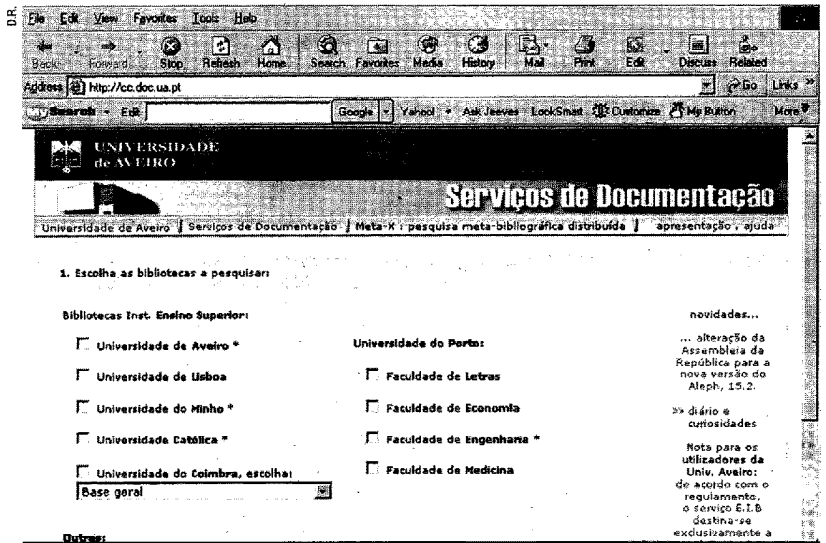 D.R.
File Edit View Favorites Tools Help
Back Forward Stop Refresh Home Search Favorites Media History Mail Print Edit Discuss Related
Address http://cc.doc.ua.pt Go Links »
Search Edit Google Yahoo! Ask Jeeves LookSmart Customize My Button More
UNIVERSIDADE
de AVEIRO
Serviços de Documentação
Universidade de Aveiro | Serviços de Documentação | Meta-X : pesquisa meta-bibliográfica distribuída | apresentação , ajuda
1. Escolha as bibliotecas a pesquisar:
Bibliotecas Inst. Ensino Superior:
Universidade de Aveiro *
Universidade de Lisboa
Universidade do Minho *
Universidade Católica *
Universidade de Coimbra, escolha:
Base geral
Outras:
Universidade do Porto:
Faculdade de Letras
Faculdade de Economia
Faculdade de Engenharia *
Faculdade de Medicina
novidades...
... alteração da
Assembleia da
República para a
nova versão do
Aleph, 15.2.
»» diário e
curiosidades
Nota para os
utilizadores da
Univ. Aveiro:
de acordo com o
regulamento,
o serviço E.I.B
destina-se
exclusivamente a